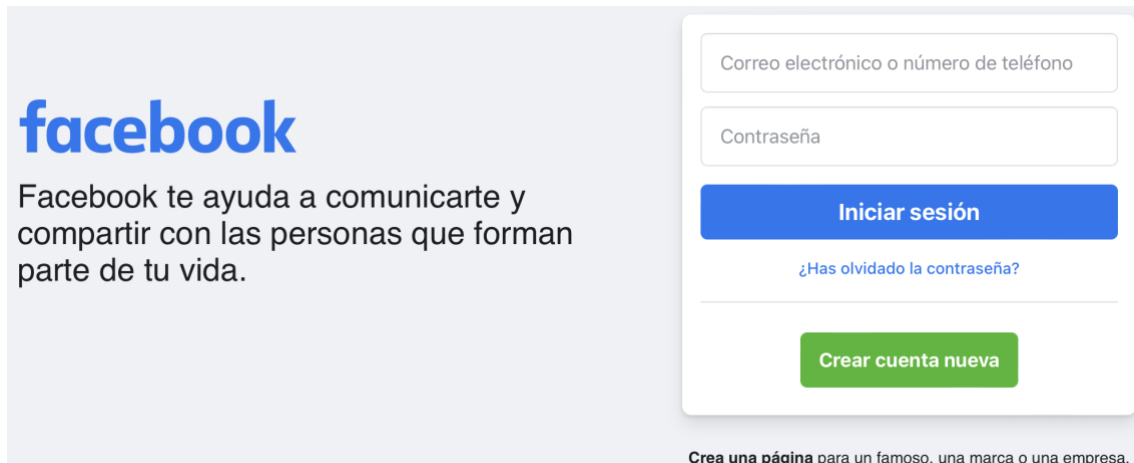 facebook
Facebook te ayuda a comunicarte y
compartir con las personas que forman
parte de tu vida.
Correo electrónico o número de teléfono
Contraseña
Iniciar sesión
¿Has olvidado la contraseña?
Crear cuenta nueva
Crea una página para un famoso, una marca o una empresa.